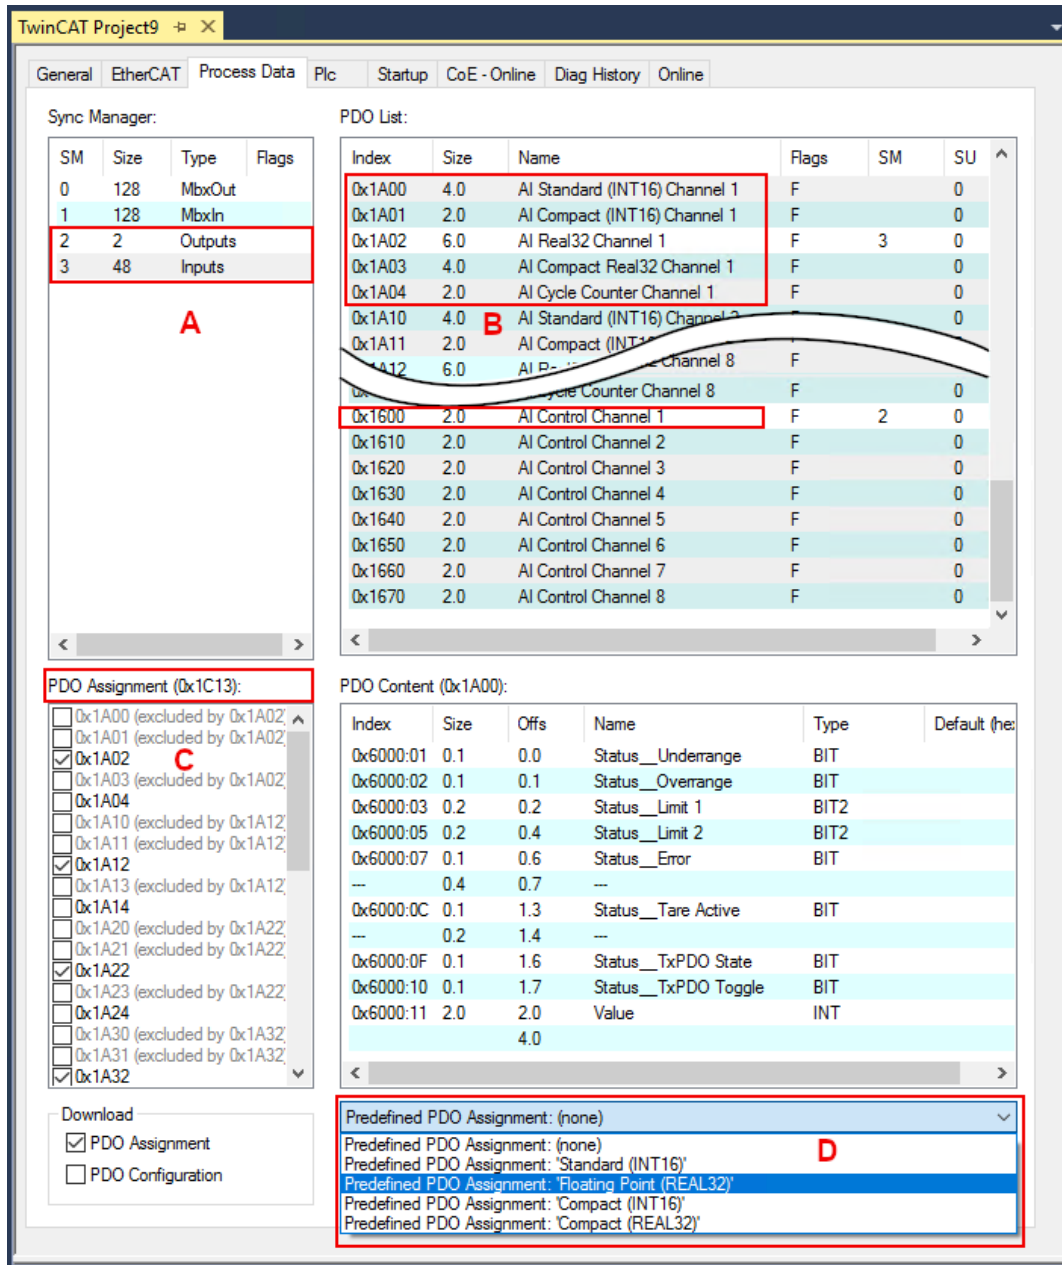 TwinCAT Project9
General EtherCAT Process Data Plc Startup CoE - Online Diag History Online
Sync Manager:
SM Size Type Flags
0 128 MbxOut
1 128 MbxIn
2 2 Outputs
3 48 Inputs
A
PDO List:
Index Size Name Flags SM SU
0x1A00 4.0 AI Standard (INT16) Channel 1 F 0
0x1A01 2.0 AI Compact (INT16) Channel 1 F 0
0x1A02 6.0 AI Real32 Channel 1 F 3 0
0x1A03 4.0 AI Compact Real32 Channel 1 F 0
0x1A04 2.0 AI Cycle Counter Channel 1 F 0
B
0x1A10 4.0 AI Standard (INT16) F 0
0x1A11 2.0 AI Compact F
6.0 AI Channel 8 F
Counter Channel 8 F 0
0x1600 2.0 AI Control Channel 1 F 2 0
0x1610 2.0 AI Control Channel 2 F 0
0x1620 2.0 AI Control Channel 3 F 0
0x1630 2.0 AI Control Channel 4 F 0
0x1640 2.0 AI Control Channel 5 F 0
0x1650 2.0 AI Control Channel 6 F 0
0x1660 2.0 AI Control Channel 7 F 0
0x1670 2.0 AI Control Channel 8 F 0
PDO Assignment (0x1C13):
0x1A00 (excluded by 0x1A02)
0x1A01 (excluded by 0x1A02)
0x1A02
0x1A03 (excluded by 0x1A02)
0x1A04
0x1A10 (excluded by 0x1A12)
0x1A11 (excluded by 0x1A12)
0x1A12
0x1A13 (excluded by 0x1A12)
0x1A14
0x1A20 (excluded by 0x1A22)
0x1A21 (excluded by 0x1A22)
0x1A22
0x1A23 (excluded by 0x1A22)
0x1A24
0x1A30 (excluded by 0x1A32)
0x1A31 (excluded by 0x1A32)
0x1A32
C
PDO Content (0x1A00):
Index Size Offs Name Type Default (he
0x6000:01 0.1 0.0 Status__Underrange BIT
0x6000:02 0.1 0.1 Status__Overrange BIT
0x6000:03 0.2 0.2 Status__Limit 1 BIT2
0x6000:05 0.2 0.4 Status__Limit 2 BIT2
0x6000:07 0.1 0.6 Status__Error BIT
--- 0.4 0.7 ---
0x6000:0C 0.1 1.3 Status__Tare Active BIT
--- 0.2 1.4 ---
0x6000:0F 0.1 1.6 Status__TxPDO State BIT
0x6000:10 0.1 1.7 Status__TxPDO Toggle BIT
0x6000:11 2.0 2.0 Value INT
4.0
Download
PDO Assignment
PDO Configuration
Predefined PDO Assignment: (none)
Predefined PDO Assignment: (none)
Predefined PDO Assignment: 'Standard (INT16)'
Predefined PDO Assignment: 'Floating Point (REAL32)'
Predefined PDO Assignment: 'Compact (INT16)'
Predefined PDO Assignment: 'Compact (REAL32)'
D